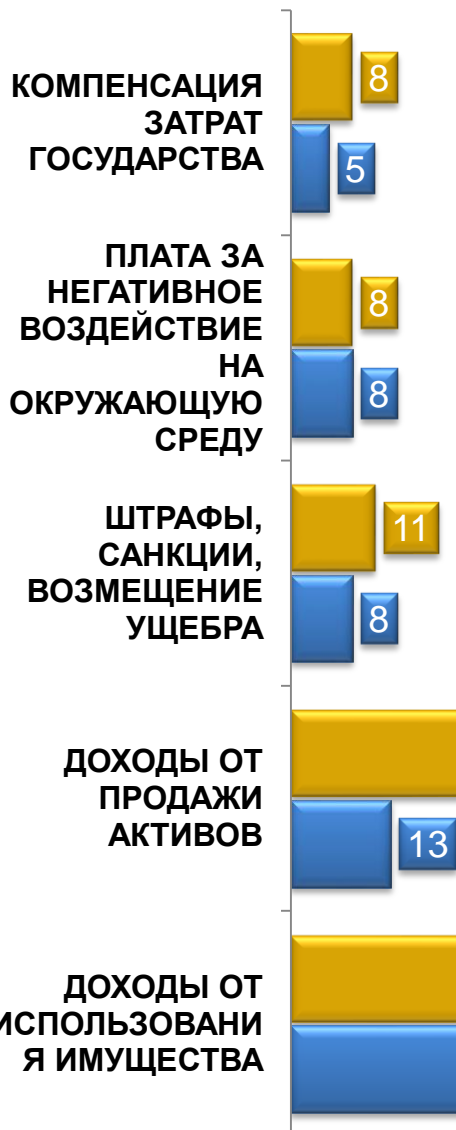 КОМПЕНСАЦИЯ
ЗАТРАТ
ГОСУДАРСТВА
8
5
ПЛАТА ЗА
НЕГАТИВНОЕ
ВОЗДЕЙСТВИЕ
НА
ОКРУЖАЮЩУЮ
СРЕДУ
8
8
ШТРАФЫ,
САНКЦИИ,
ВОЗМЕЩЕНИЕ
УЩЕБРА
11
8
ДОХОДЫ ОТ
ПРОДАЖИ
АКТИВОВ
13
ДОХОДЫ ОТ
ИСПОЛЬЗОВАНИ
Я ИМУЩЕСТВА